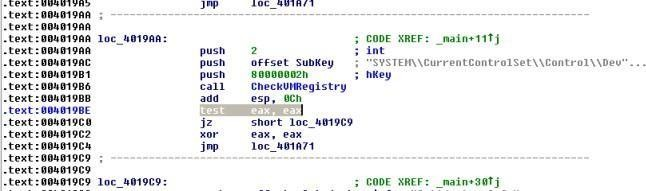 .text:004019A5 jmp loc_401A71
.text:004019AA ; ---------------------------------------------------------------------------
.text:004019AA
.text:004019AA loc_4019AA: ; CODE XREF: _main+11↑j
.text:004019AA push 2 ; int
.text:004019AC push offset SubKey ; "SYSTEM\\CurrentControlSet\\Control\\Dev"...
.text:004019B1 push 80000002h ; hKey
.text:004019B6 call CheckVMRegistry
.text:004019BB add esp, 0Ch
.text:004019BE test eax, eax
.text:004019C0 jz short loc_4019C9
.text:004019C2 xor eax, eax
.text:004019C4 jmp loc_401A71
.text:004019C9 ; ---------------------------------------------------------------------------
.text:004019C9
.text:004019C9 loc_4019C9: ; CODE XREF: _main+30↑j